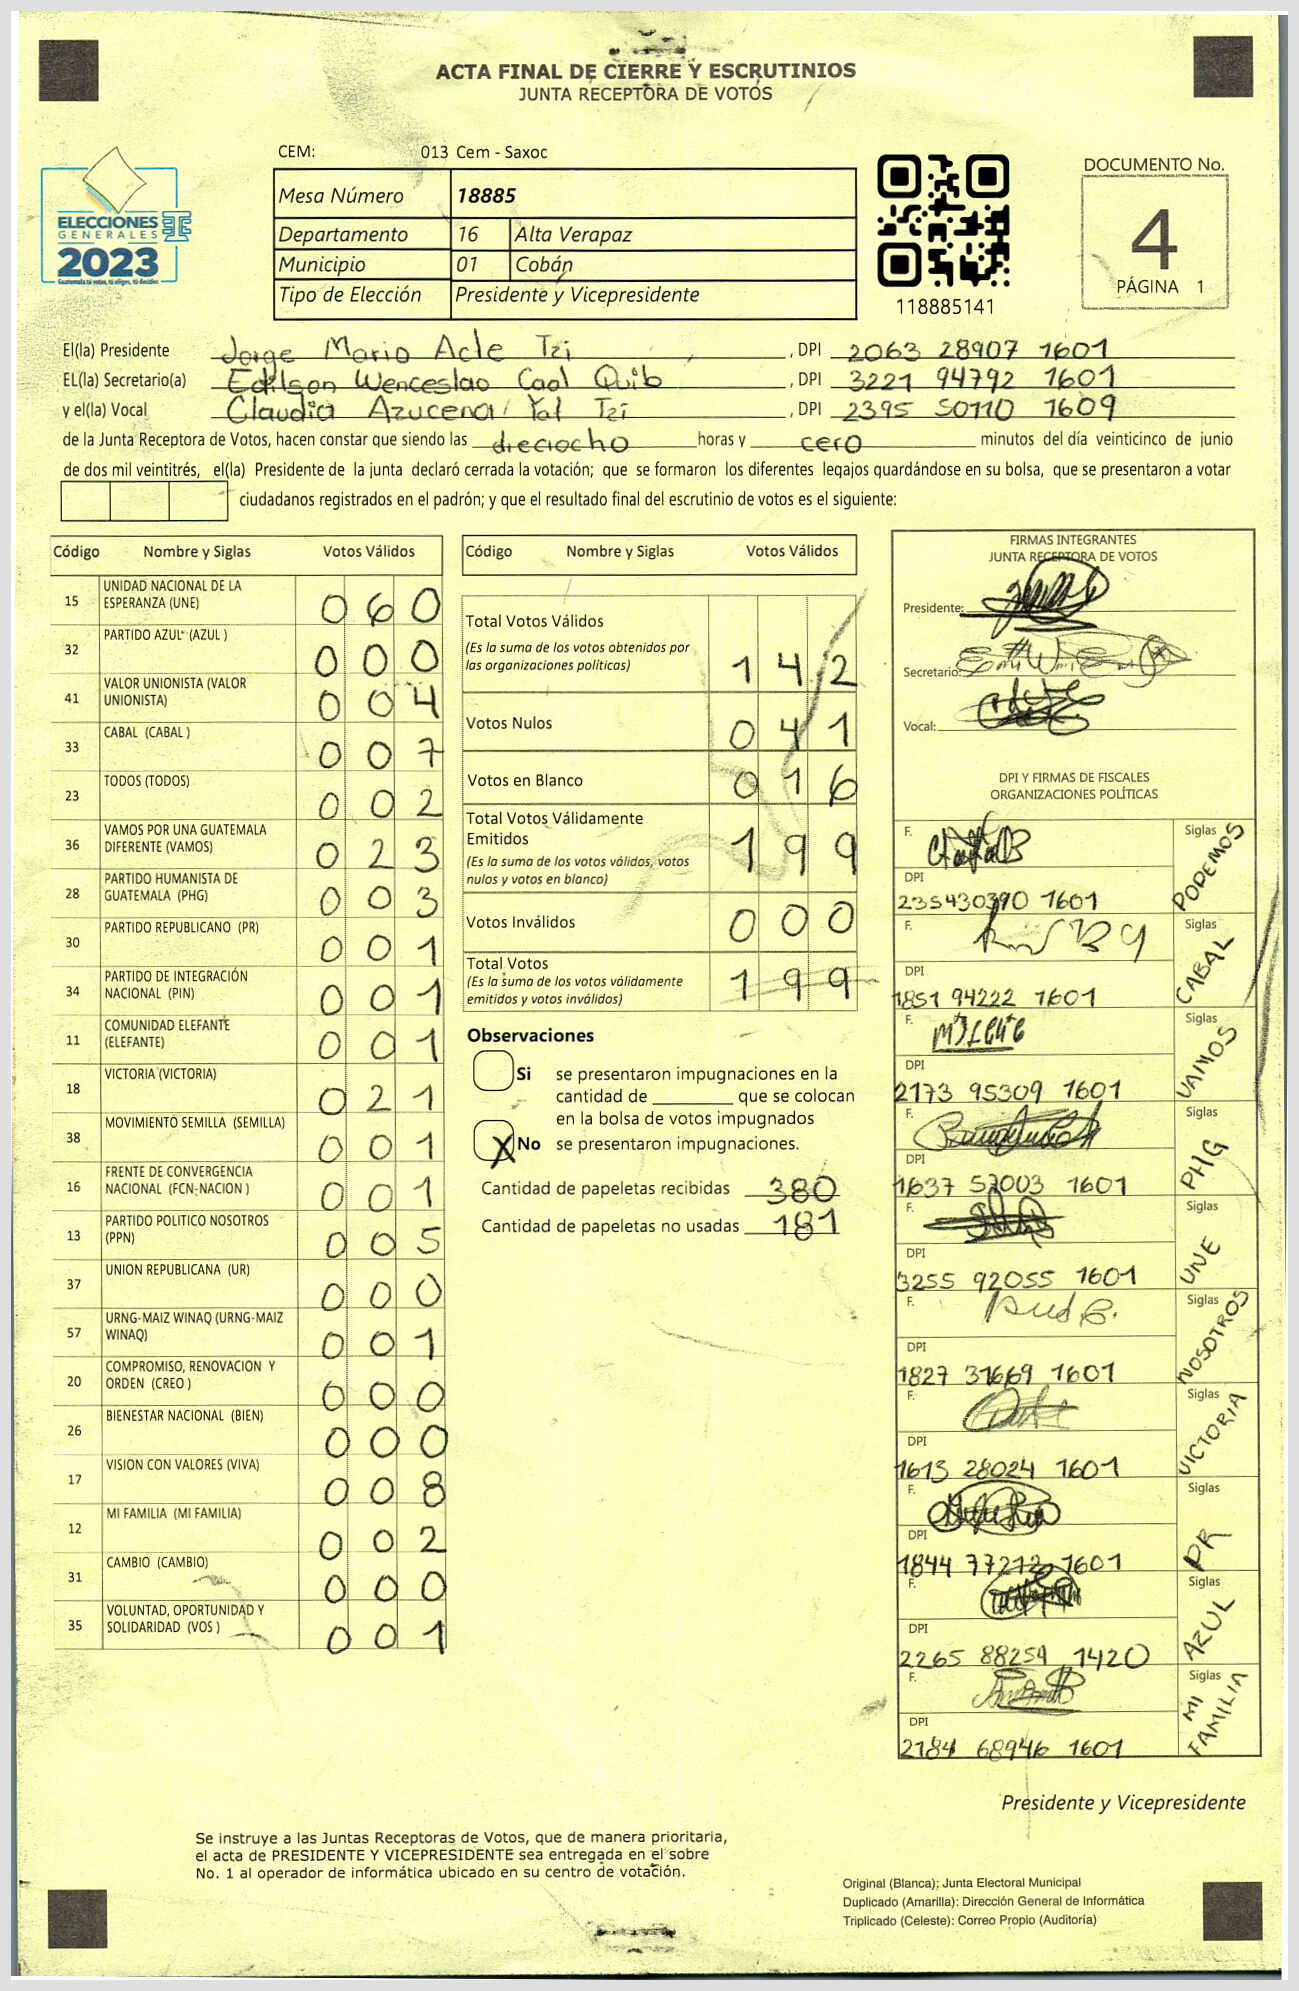 ACTA FINAL DE CIERRE Y ESCRUTINIOS
JUNTA RECEPTORA DE VOTOS
ELECCIONES
GENERALES
2023
Guatemala tú votas, tú eliges, tú decides
CEM: 013 Cem - Saxoc
Mesa Número 18885
Departamento 16 Alta Verapaz
Municipio 01 Cobán
Tipo de Elección Presidente y Vicepresidente
118885141
DOCUMENTO No.
4
PÁGINA 1
El(la) Presidente Jorge Mario Acte Tzi , DPI 2063 28907 1601
EL(la) Secretario(a) Edilson Wenceslao Caal Quib , DPI 3221 94792 1601
y el(la) Vocal Claudia Azucena Yat Tzi , DPI 2395 50110 1609
de la Junta Receptora de Votos, hacen constar que siendo las dieciocho horas y cero minutos del día veinticinco de junio
de dos mil veintitrés, el(la) Presidente de la junta declaró cerrada la votación; que se formaron los diferentes legajos guardándose en su bolsa, que se presentaron a votar
ciudadanos registrados en el padrón; y que el resultado final del escrutinio de votos es el siguiente:
Código Nombre y Siglas Votos Válidos
15 UNIDAD NACIONAL DE LA
ESPERANZA (UNE) 0 6 0
32 PARTIDO AZUL (AZUL ) 0 0 0
41 VALOR UNIONISTA (VALOR
UNIONISTA) 0 0 4
33 CABAL (CABAL ) 0 0 7
23 TODOS (TODOS) 0 0 2
36 VAMOS POR UNA GUATEMALA
DIFERENTE (VAMOS) 0 2 3
28 PARTIDO HUMANISTA DE
GUATEMALA (PHG) 0 0 3
30 PARTIDO REPUBLICANO (PR) 0 0 1
34 PARTIDO DE INTEGRACIÓN
NACIONAL (PIN) 0 0 1
11 COMUNIDAD ELEFANTE
(ELEFANTE) 0 0 1
18 VICTORIA (VICTORIA) 0 2 1
38 MOVIMIENTO SEMILLA (SEMILLA) 0 0 1
16 FRENTE DE CONVERGENCIA
NACIONAL (FCN-NACION ) 0 0 1
13 PARTIDO POLITICO NOSOTROS
(PPN) 0 0 5
37 UNION REPUBLICANA (UR) 0 0 0
57 URNG-MAIZ WINAQ (URNG-MAIZ
WINAQ) 0 0 1
20 COMPROMISO, RENOVACION Y
ORDEN (CREO ) 0 0 0
26 BIENESTAR NACIONAL (BIEN) 0 0 0
17 VISION CON VALORES (VIVA) 0 0 8
12 MI FAMILIA (MI FAMILIA) 0 0 2
31 CAMBIO (CAMBIO) 0 0 0
35 VOLUNTAD, OPORTUNIDAD Y
SOLIDARIDAD (VOS ) 0 0 1
Código Nombre y Siglas Votos Válidos
Total Votos Válidos
(Es la suma de los votos obtenidos por
las organizaciones políticas) 1 4 2
Votos Nulos 0 4 1
Votos en Blanco 0 1 6
Total Votos Válidamente
Emitidos
(Es la suma de los votos válidos, votos
nulos y votos en blanco) 1 9 9
Votos Inválidos 0 0 0
Total Votos
(Es la suma de los votos válidamente
emitidos y votos inválidos) 1 9 9
Observaciones
Si se presentaron impugnaciones en la
cantidad de ________ que se colocan
en la bolsa de votos impugnados
X No se presentaron impugnaciones.
Cantidad de papeletas recibidas 380
Cantidad de papeletas no usadas 181
FIRMAS INTEGRANTES
JUNTA RECEPTORA DE VOTOS
Presidente:
Secretario:
Vocal:
DPI Y FIRMAS DE FISCALES
ORGANIZACIONES POLÍTICAS
F. Siglas PODEMOS
DPI
235430390 1601
F. Siglas CABAL
DPI
1851 94222 1601
F. Siglas VAMOS
DPI
2173 95309 1601
F. Siglas PHG
DPI
1637 52003 1601
F. Siglas UNE
DPI
3255 92055 1601
F. Siglas NOSOTROS
DPI
1827 31669 1601
F. Siglas VICTORIA
DPI
1613 28024 1601
F. Siglas PR
DPI
1844 77212 1601
F. Siglas AZUL
DPI
2265 88259 1420
F. Siglas MI FAMILIA
DPI
2184 68946 1601
Presidente y Vicepresidente
Se instruye a las Juntas Receptoras de Votos, que de manera prioritaria,
el acta de PRESIDENTE Y VICEPRESIDENTE sea entregada en el sobre
No. 1 al operador de informática ubicado en su centro de votación.
Original (Blanca); Junta Electoral Municipal
Duplicado (Amarilla): Dirección General de Informática
Triplicado (Celeste): Correo Propio (Auditoría)